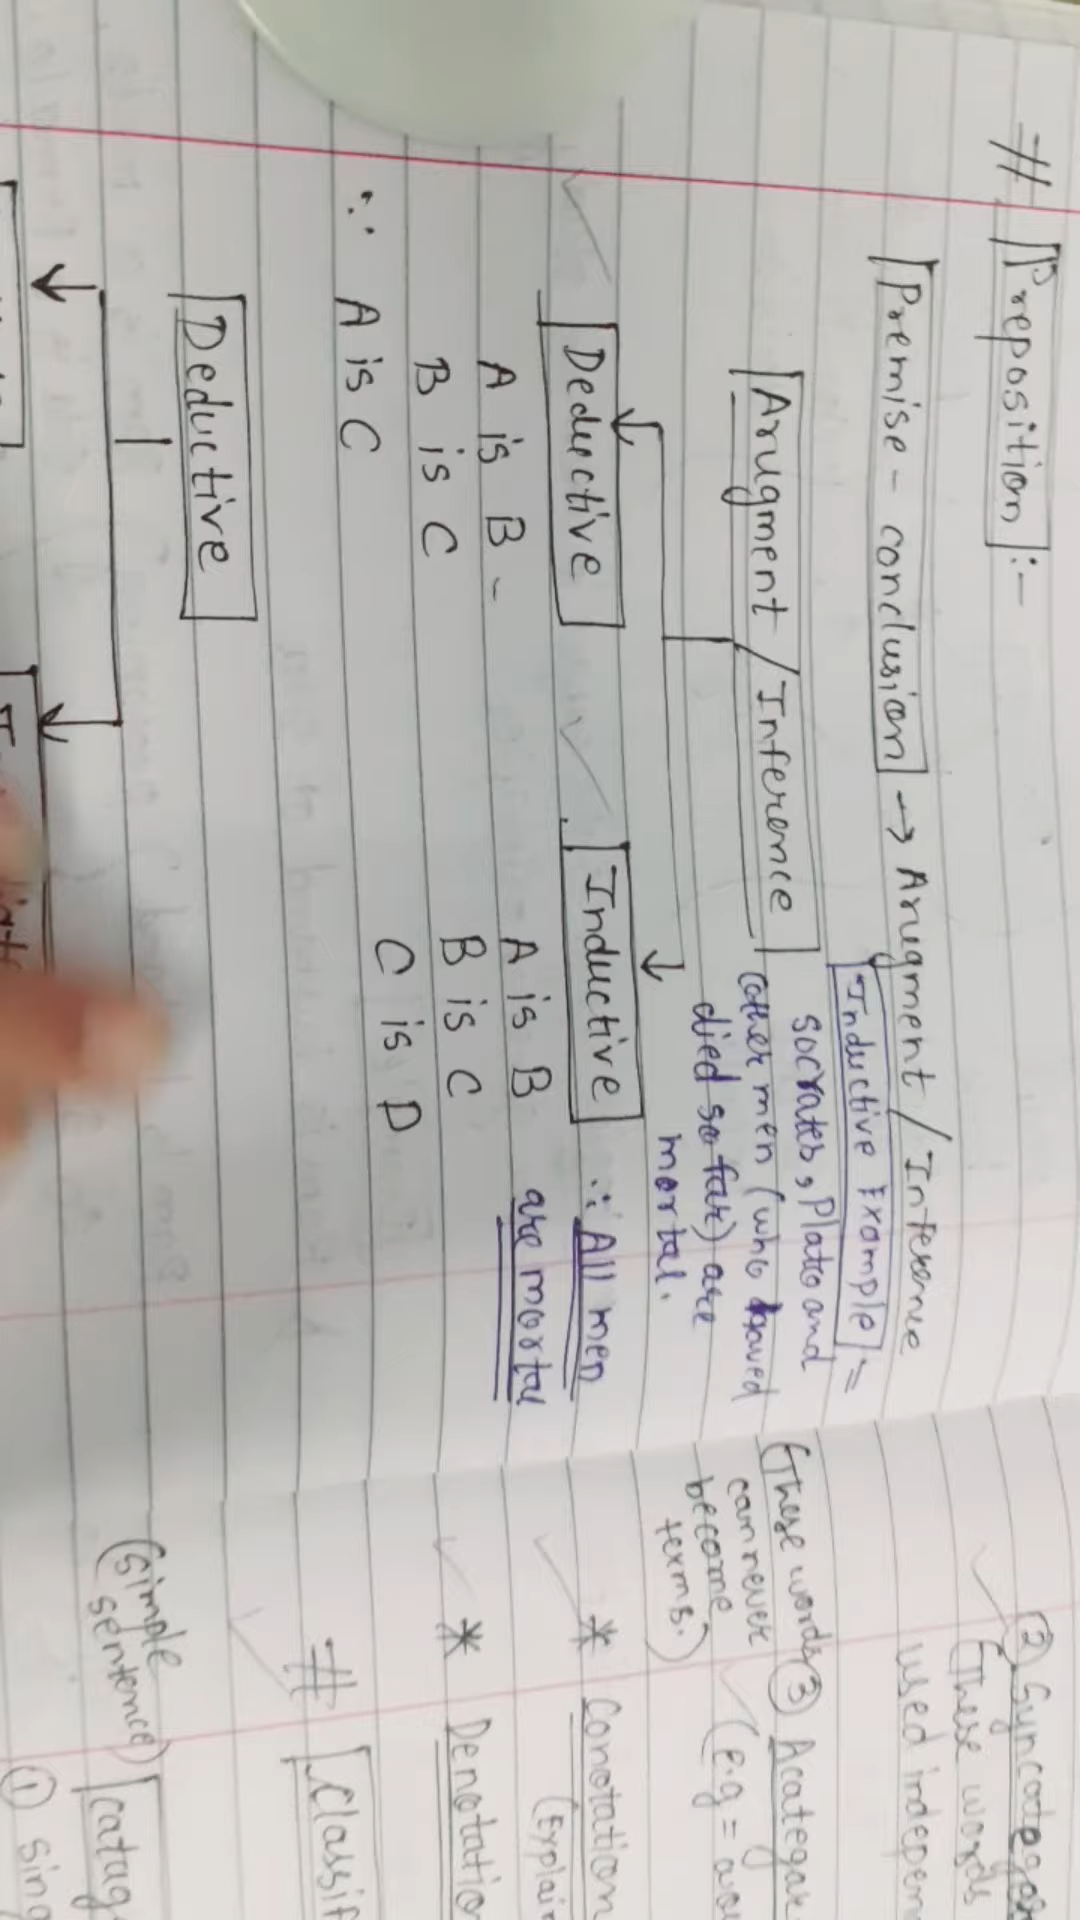 # Preposition :-
Premise - conclusion → Arugment / Inference
Arugment / Inference
Inductive Example =
socrates, Plato and
other men (who
died so far) are
mortal.
∴ All men
are mortal
Deductive
A is B -
B is C
∴ A is C
Inductive
A is B
B is C
C is D
Deductive
②
(These words
used indepen
(These words
can never
become
terms.)
③ Acategor
(e.g =
* Conotation
(Explai
* Denotatio
# Classif
(simple
sentence)
catag
① sing